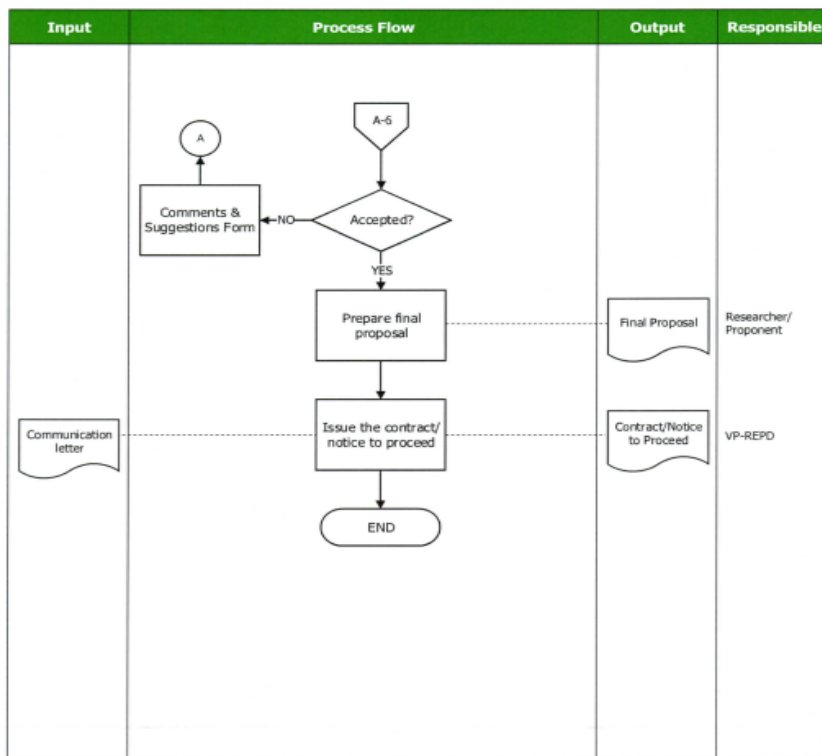 Input
Process Flow
Output
Responsible
A-6
A
Comments &
Suggestions Form
NO
Accepted?
YES
Prepare final
proposal
Final Proposal
Researcher/
Proponent
Communication
letter
Issue the contract/
notice to proceed
Contract/Notice
to Proceed
VP-REPD
END